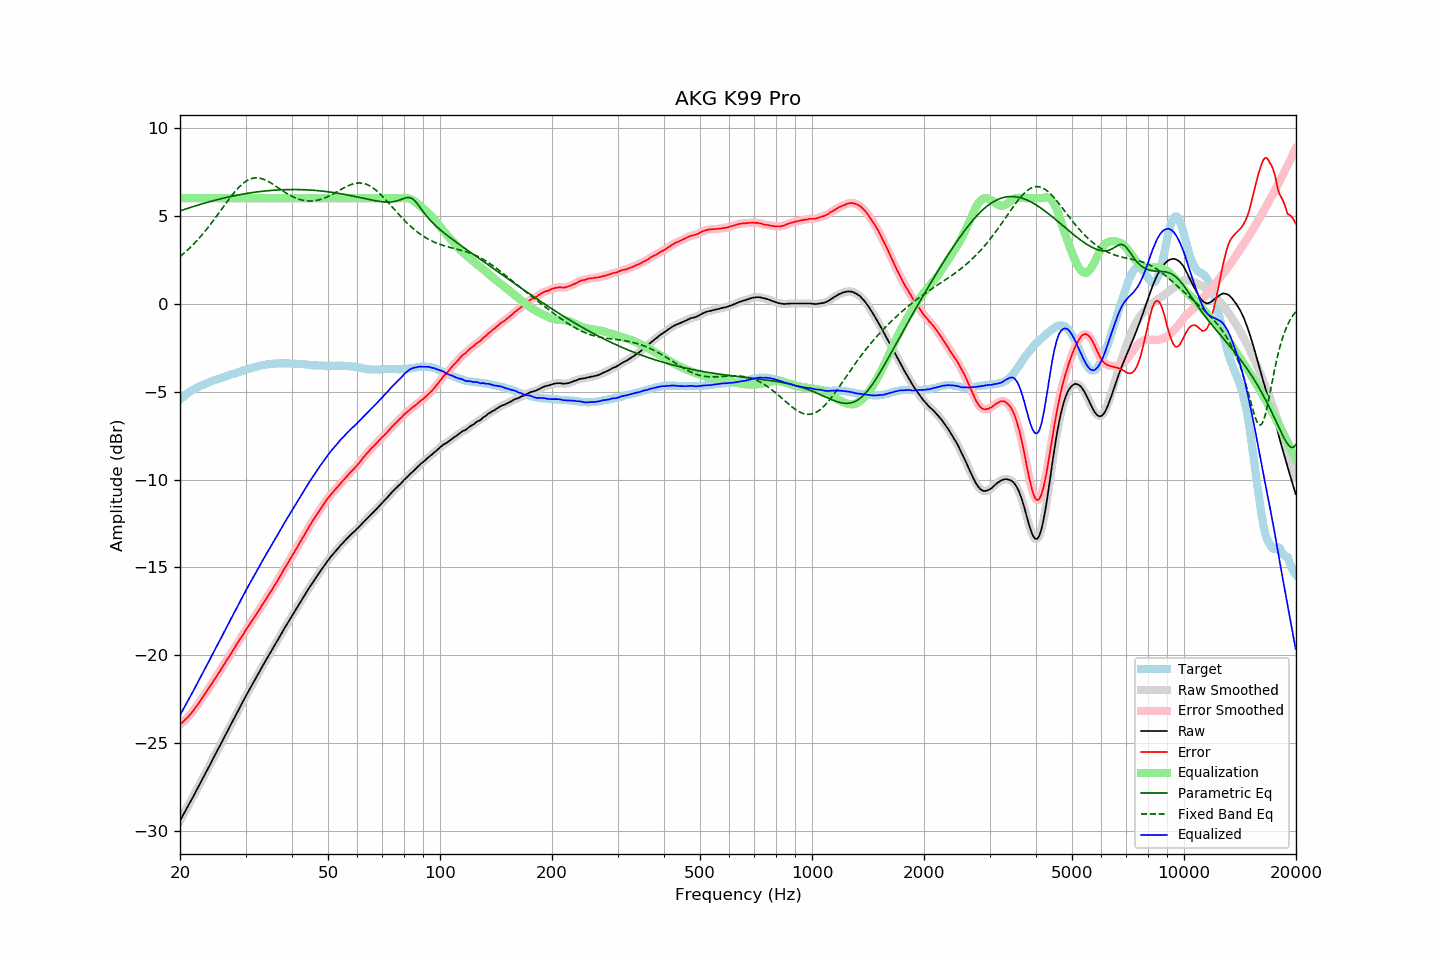 AKG K99 Pro
Amplitude (dBr)
10
5
0
−5
−10
−15
−20
−25
−30
Target
Raw Smoothed
Error Smoothed
Raw
Error
Equalization
Parametric Eq
Fixed Band Eq
Equalized
20 50 100 200 500 1000 2000 5000 10000 20000
Frequency (Hz)